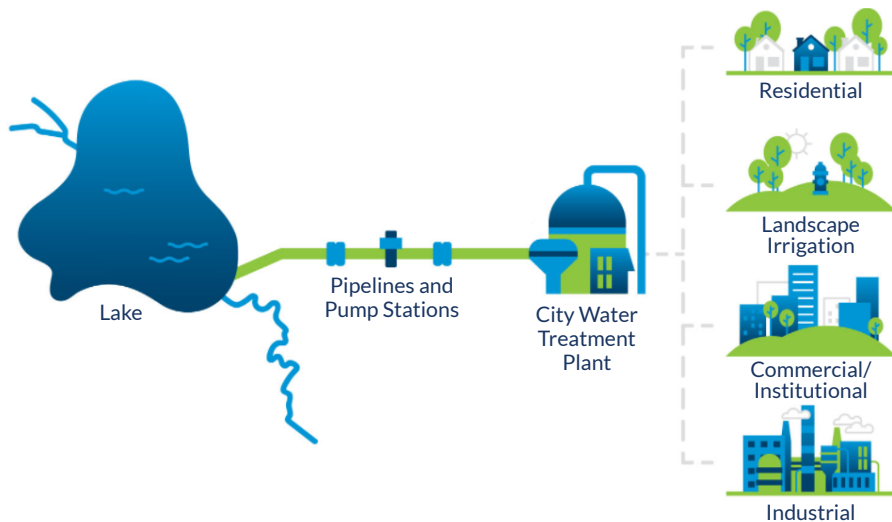 Residential
Landscape
Irrigation
Lake
Pipelines and
Pump Stations
City Water
Treatment
Plant
Commercial/
Institutional
Industrial